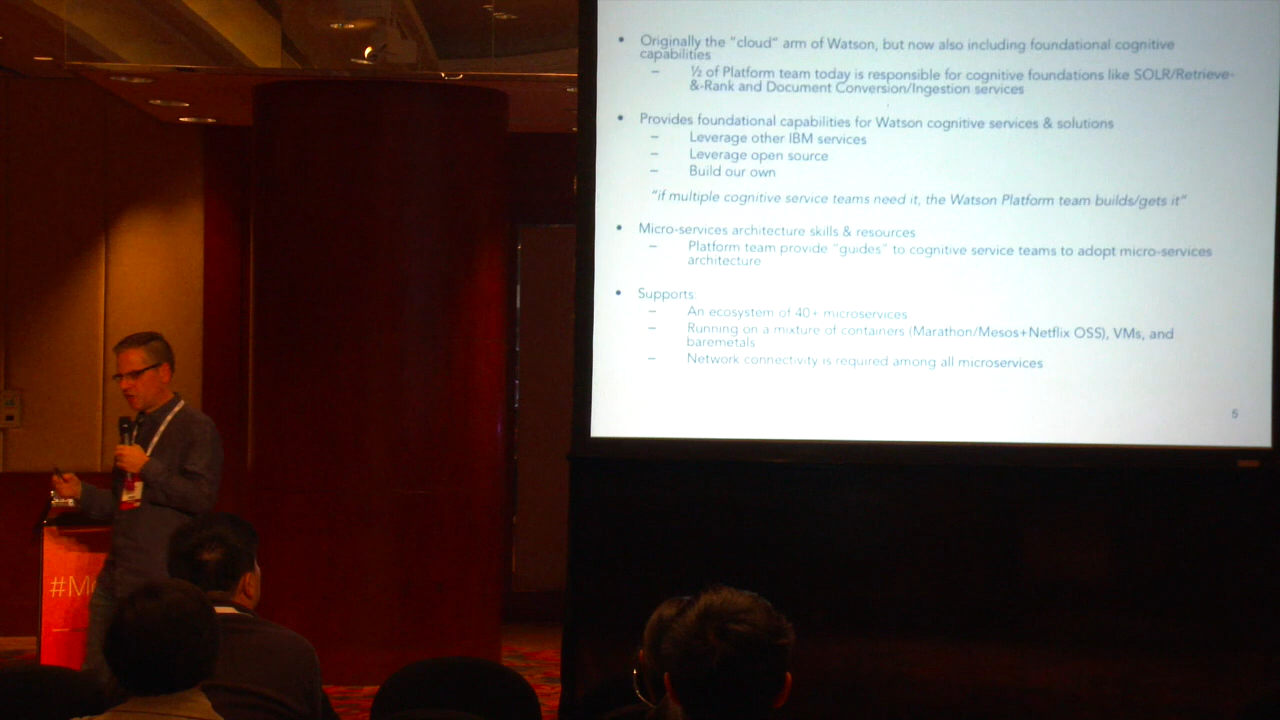 • Originally the "cloud" arm of Watson, but now also including foundational cognitive
capabilities
– ½ of Platform team today is responsible for cognitive foundations like SOLR/Retrieve-
&-Rank and Document Conversion/Ingestion services
• Provides foundational capabilities for Watson cognitive services & solutions
– Leverage other IBM services
– Leverage open source
– Build our own
"if multiple cognitive service teams need it, the Watson Platform team builds/gets it"
• Micro-services architecture skills & resources
– Platform team provide "guides" to cognitive service teams to adopt micro-services
architecture
• Supports:
– An ecosystem of 40+ microservices
– Running on a mixture of containers (Marathon/Mesos+Netflix OSS), VMs, and
baremetals
– Network connectivity is required among all microservices
5
#M